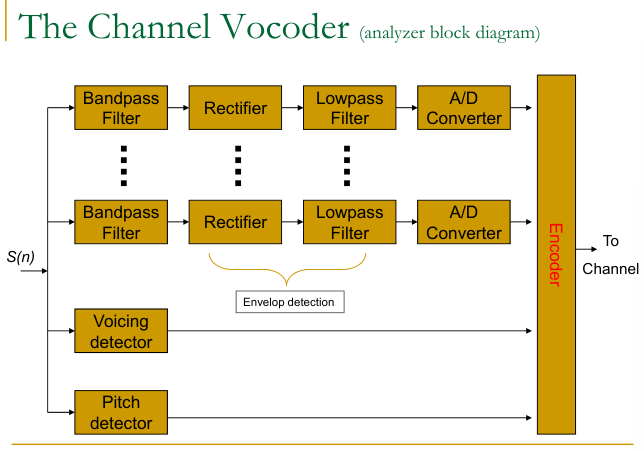 The Channel Vocoder (analyzer block diagram)
Bandpass
Filter
Rectifier
Lowpass
Filter
A/D
Converter
Bandpass
Filter
Rectifier
Lowpass
Filter
A/D
Converter
Encoder
To
Channel
S(n)
Envelop detection
Voicing
detector
Pitch
detector